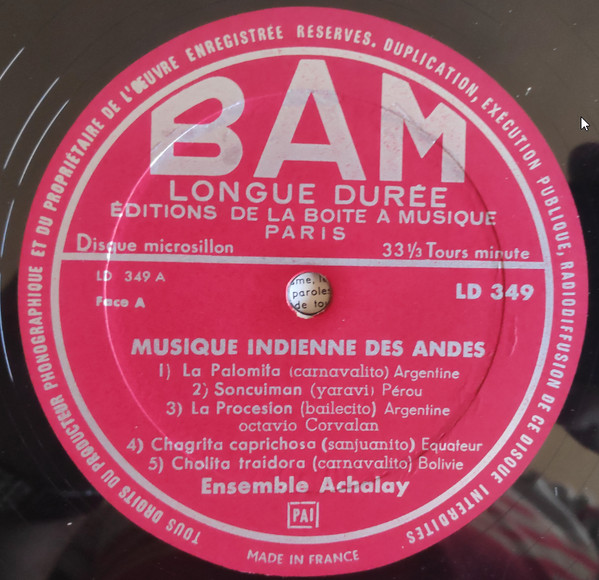 TOUS DROITS DU PRODUCTEUR PHONOGRAPHIQUE ET DU PROPRIÉTAIRE DE L'ŒUVRE ENREGISTRÉE RÉSERVÉS, DUPLICATION, EXÉCUTION PUBLIQUE, RADIODIFFUSION DE CE DISQUE INTERDITES
BAM
LONGUE DURÉE
ÉDITIONS DE LA BOITE A MUSIQUE
PARIS
Disque microsillon 33 1/3 Tours minute
LD 349 A
LD 349
Face A
paroles
de
MUSIQUE INDIENNE DES ANDES
1) La Palomita (carnavalito) Argentine
2) Soncuiman (yaravi) Pérou
3) La Procesion (bailecito) Argentine
octavio Corvalan
4) Chagrita caprichosa (sanjuanito) Equateur
5) Cholita traidora (carnavalito) Bolivie
Ensemble Achalay
MADE IN FRANCE